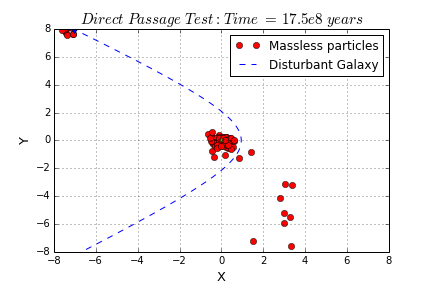 Direct Passage Test : Time = 17.5e8 years
Massless particles
Disturbant Galaxy
8
6
4
2
0
−2
−4
−6
−8
Y
−8 −6 −4 −2 0 2 4 6 8
X